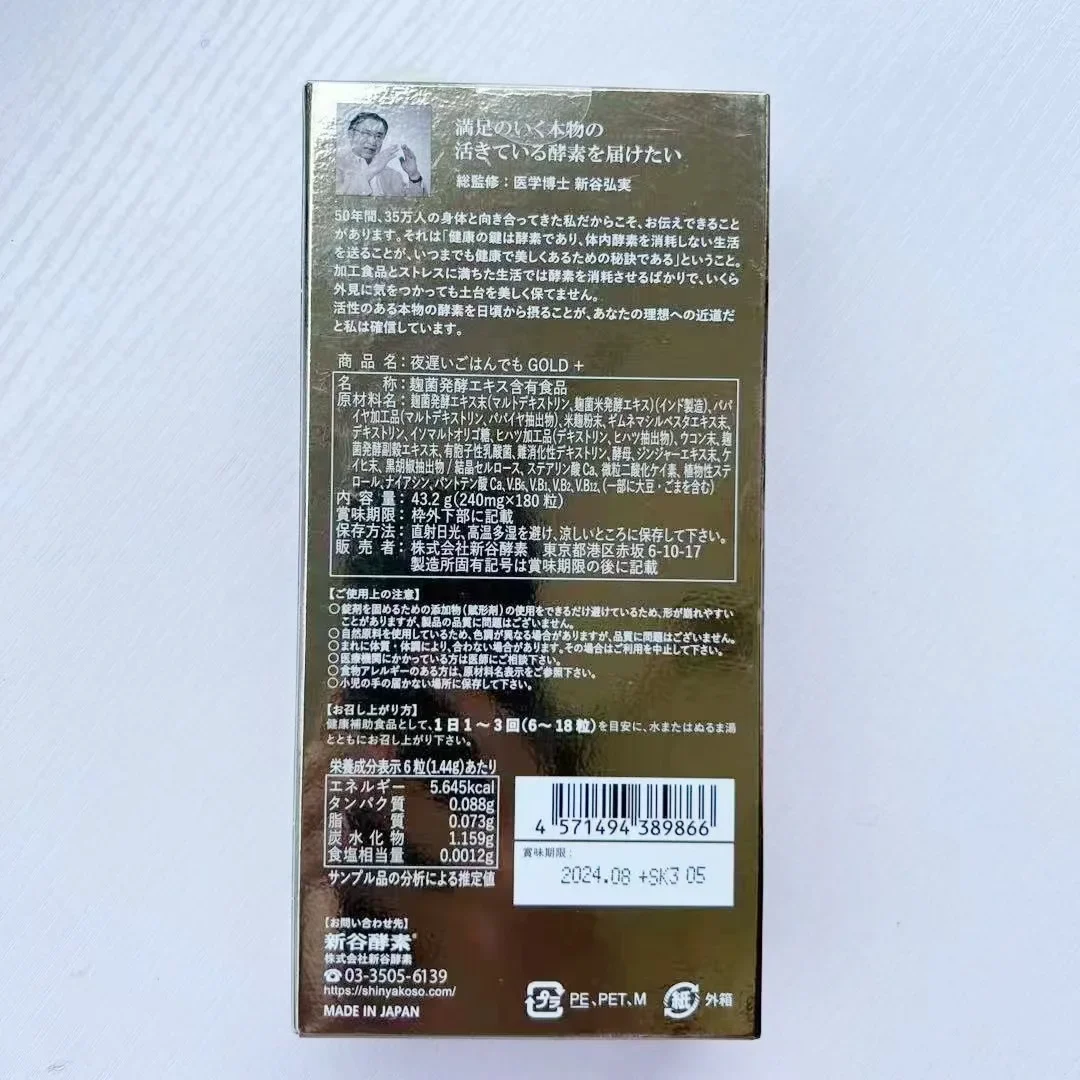 満足のいく本物の
活きている酵素を届けたい
総監修：医学博士 新谷弘実
50年間、35万人の身体と向き合ってきた私だからこそ、お伝えできること
があります。それは「健康の鍵は酵素であり、体内酵素を消耗しない生活
を送ることが、いつまでも健康で美しくあるための秘訣である」ということ。
加工食品とストレスに満ちた生活では酵素を消耗させるばかりで、いくら
外見に気をつかっても土台を美しく保てません。
活性のある本物の酵素を日頃から摂ることが、あなたの理想への近道だ
と私は確信しています。
商品名：夜遅いごはんでも GOLD +
名称：麹菌発酵エキス含有食品
原材料名：麹菌発酵エキス末（マルトデキストリン、麹菌米発酵エキス）（インド製造）、パパ
イヤ加工品（マルトデキストリン、パパイヤ抽出物）、米麹粉末、ギムネマシルベスタエキス末、
デキストリン、イソマルトオリゴ糖、ヒハツ加工品（デキストリン、ヒハツ抽出物）、ウコン末、麹
菌発酵副穀エキス末、有胞子性乳酸菌、難消化性デキストリン、酵母、ジンジャーエキス末、ケ
イヒ末、黒胡椒抽出物 / 結晶セルロース、ステアリン酸 Ca、微粒二酸化ケイ素、植物性ステ
ロール、ナイアシン、パントテン酸 Ca、V.B6、V.B1、V.B2、V.B12、（一部に大豆・ごまを含む）
内容量：43.2 g（240mg×180 粒）
賞味期限：枠外下部に記載
保存方法：直射日光、高温多湿を避け、涼しいところに保存して下さい。
販売者：株式会社新谷酵素 東京都港区赤坂 6-10-17
製造所固有記号は賞味期限の後に記載
【ご使用上の注意】
○錠剤を固めるための添加物（賦形剤）の使用をできるだけ避けているため、形が崩れやすい
ことがありますが、製品の品質に問題はございません。
○自然原料を使用しているため、色調が異なる場合がありますが、品質に問題はございません。
○まれに体質・体調により、合わない場合があります。その場合はご利用を中止して下さい。
○医療機関にかかっている方は医師にご相談下さい。
○食物アレルギーのある方は、原材料名表示をご参照下さい。
○小児の手の届かない場所に保存して下さい。
【お召し上がり方】
健康補助食品として、1日1～3回（6～18粒）を目安に、水またはぬるま湯
とともにお召し上がり下さい。
栄養成分表示 6 粒（1.44g）あたり
エネルギー 5.645kcal
タンパク質 0.088g
脂質 0.073g
炭水化物 1.159g
食塩相当量 0.0012g
サンプル品の分析による推定値
4 571494 389866
賞味期限：
2024.08 +SK3 05
【お問い合わせ先】
新谷酵素®
株式会社新谷酵素
☎03-3505-6139
https://shinyakoso.com/
MADE IN JAPAN
プラ PE、PET、M
紙 外箱